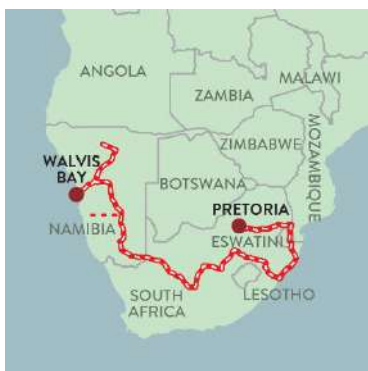 ANGOLA
MALAWI
ZAMBIA
MOZAMBIQUE
ZIMBABWE
WALVIS
BAY
BOTSWANA
PRETORIA
NAMIBIA
ESWATINI
SOUTH
AFRICA
LESOTHO